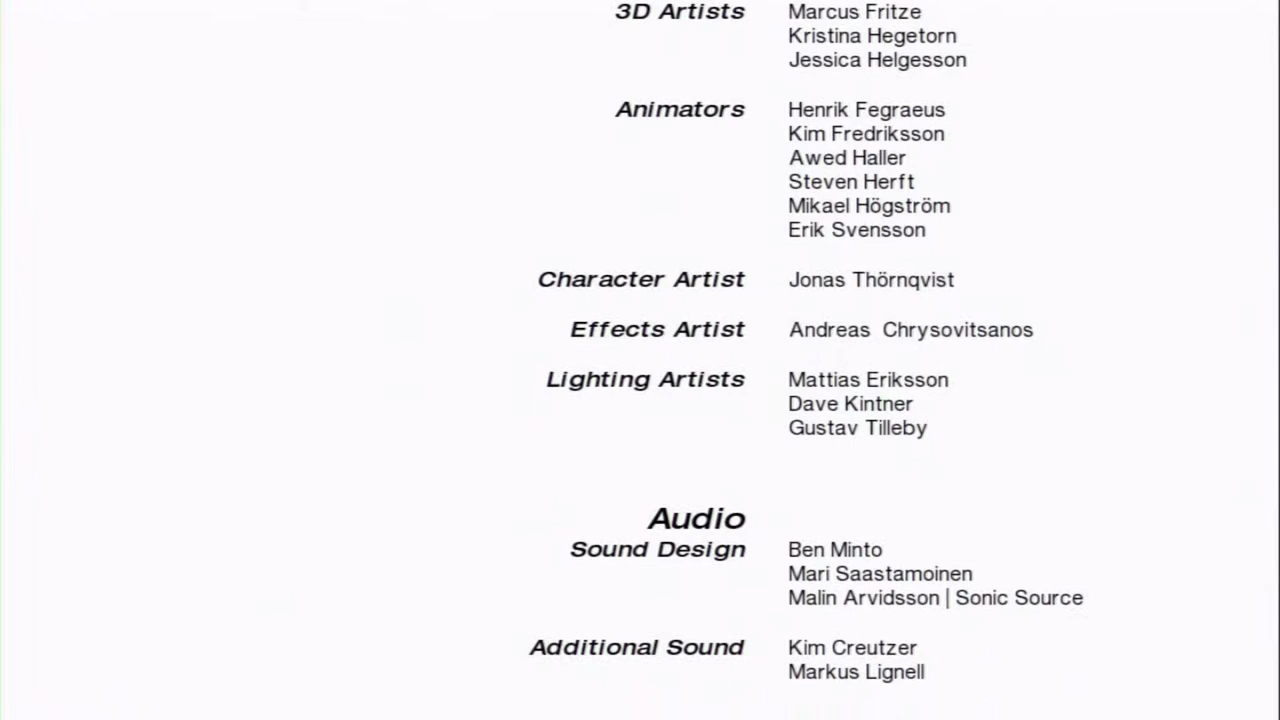 3D Artists Marcus Fritze
Kristina Hegetorn
Jessica Helgesson
Animators Henrik Fegraeus
Kim Fredriksson
Awed Haller
Steven Herft
Mikael Högström
Erik Svensson
Character Artist Jonas Thörnqvist
Effects Artist Andreas Chrysovitsanos
Lighting Artists Mattias Eriksson
Dave Kintner
Gustav Tilleby
Audio
Sound Design Ben Minto
Mari Saastamoinen
Malin Arvidsson | Sonic Source
Additional Sound Kim Creutzer
Markus Lignell